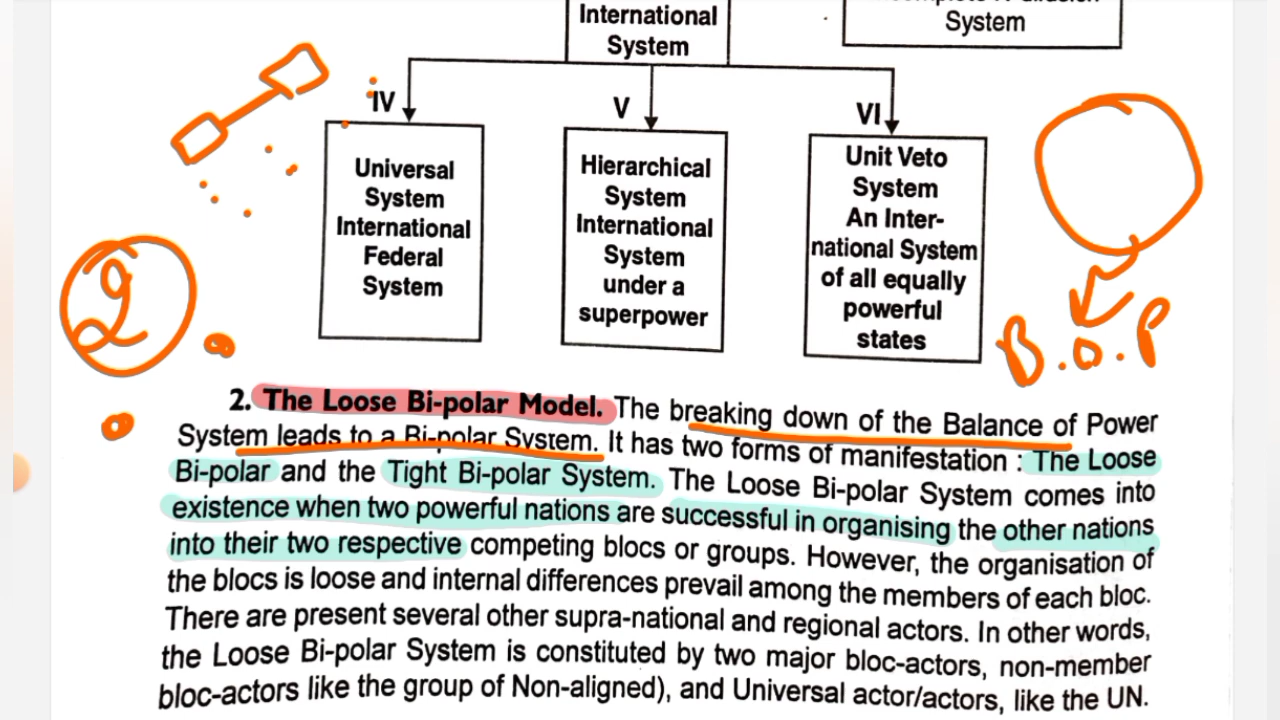 International
System
System
IV
V
VI
Universal
System
International
Federal
System
Hierarchical
System
International
System
under a
superpower
Unit Veto
System
An Inter-
national System
of all equally
powerful
states
2
B.O.P
2. The Loose Bi-polar Model. The breaking down of the Balance of Power
System leads to a Bi-polar System. It has two forms of manifestation : The Loose
Bi-polar and the Tight Bi-polar System. The Loose Bi-polar System comes into
existence when two powerful nations are successful in organising the other nations
into their two respective competing blocs or groups. However, the organisation of
the blocs is loose and internal differences prevail among the members of each bloc.
There are present several other supra-national and regional actors. In other words,
the Loose Bi-polar System is constituted by two major bloc-actors, non-member
bloc-actors like the group of Non-aligned), and Universal actor/actors, like the UN.